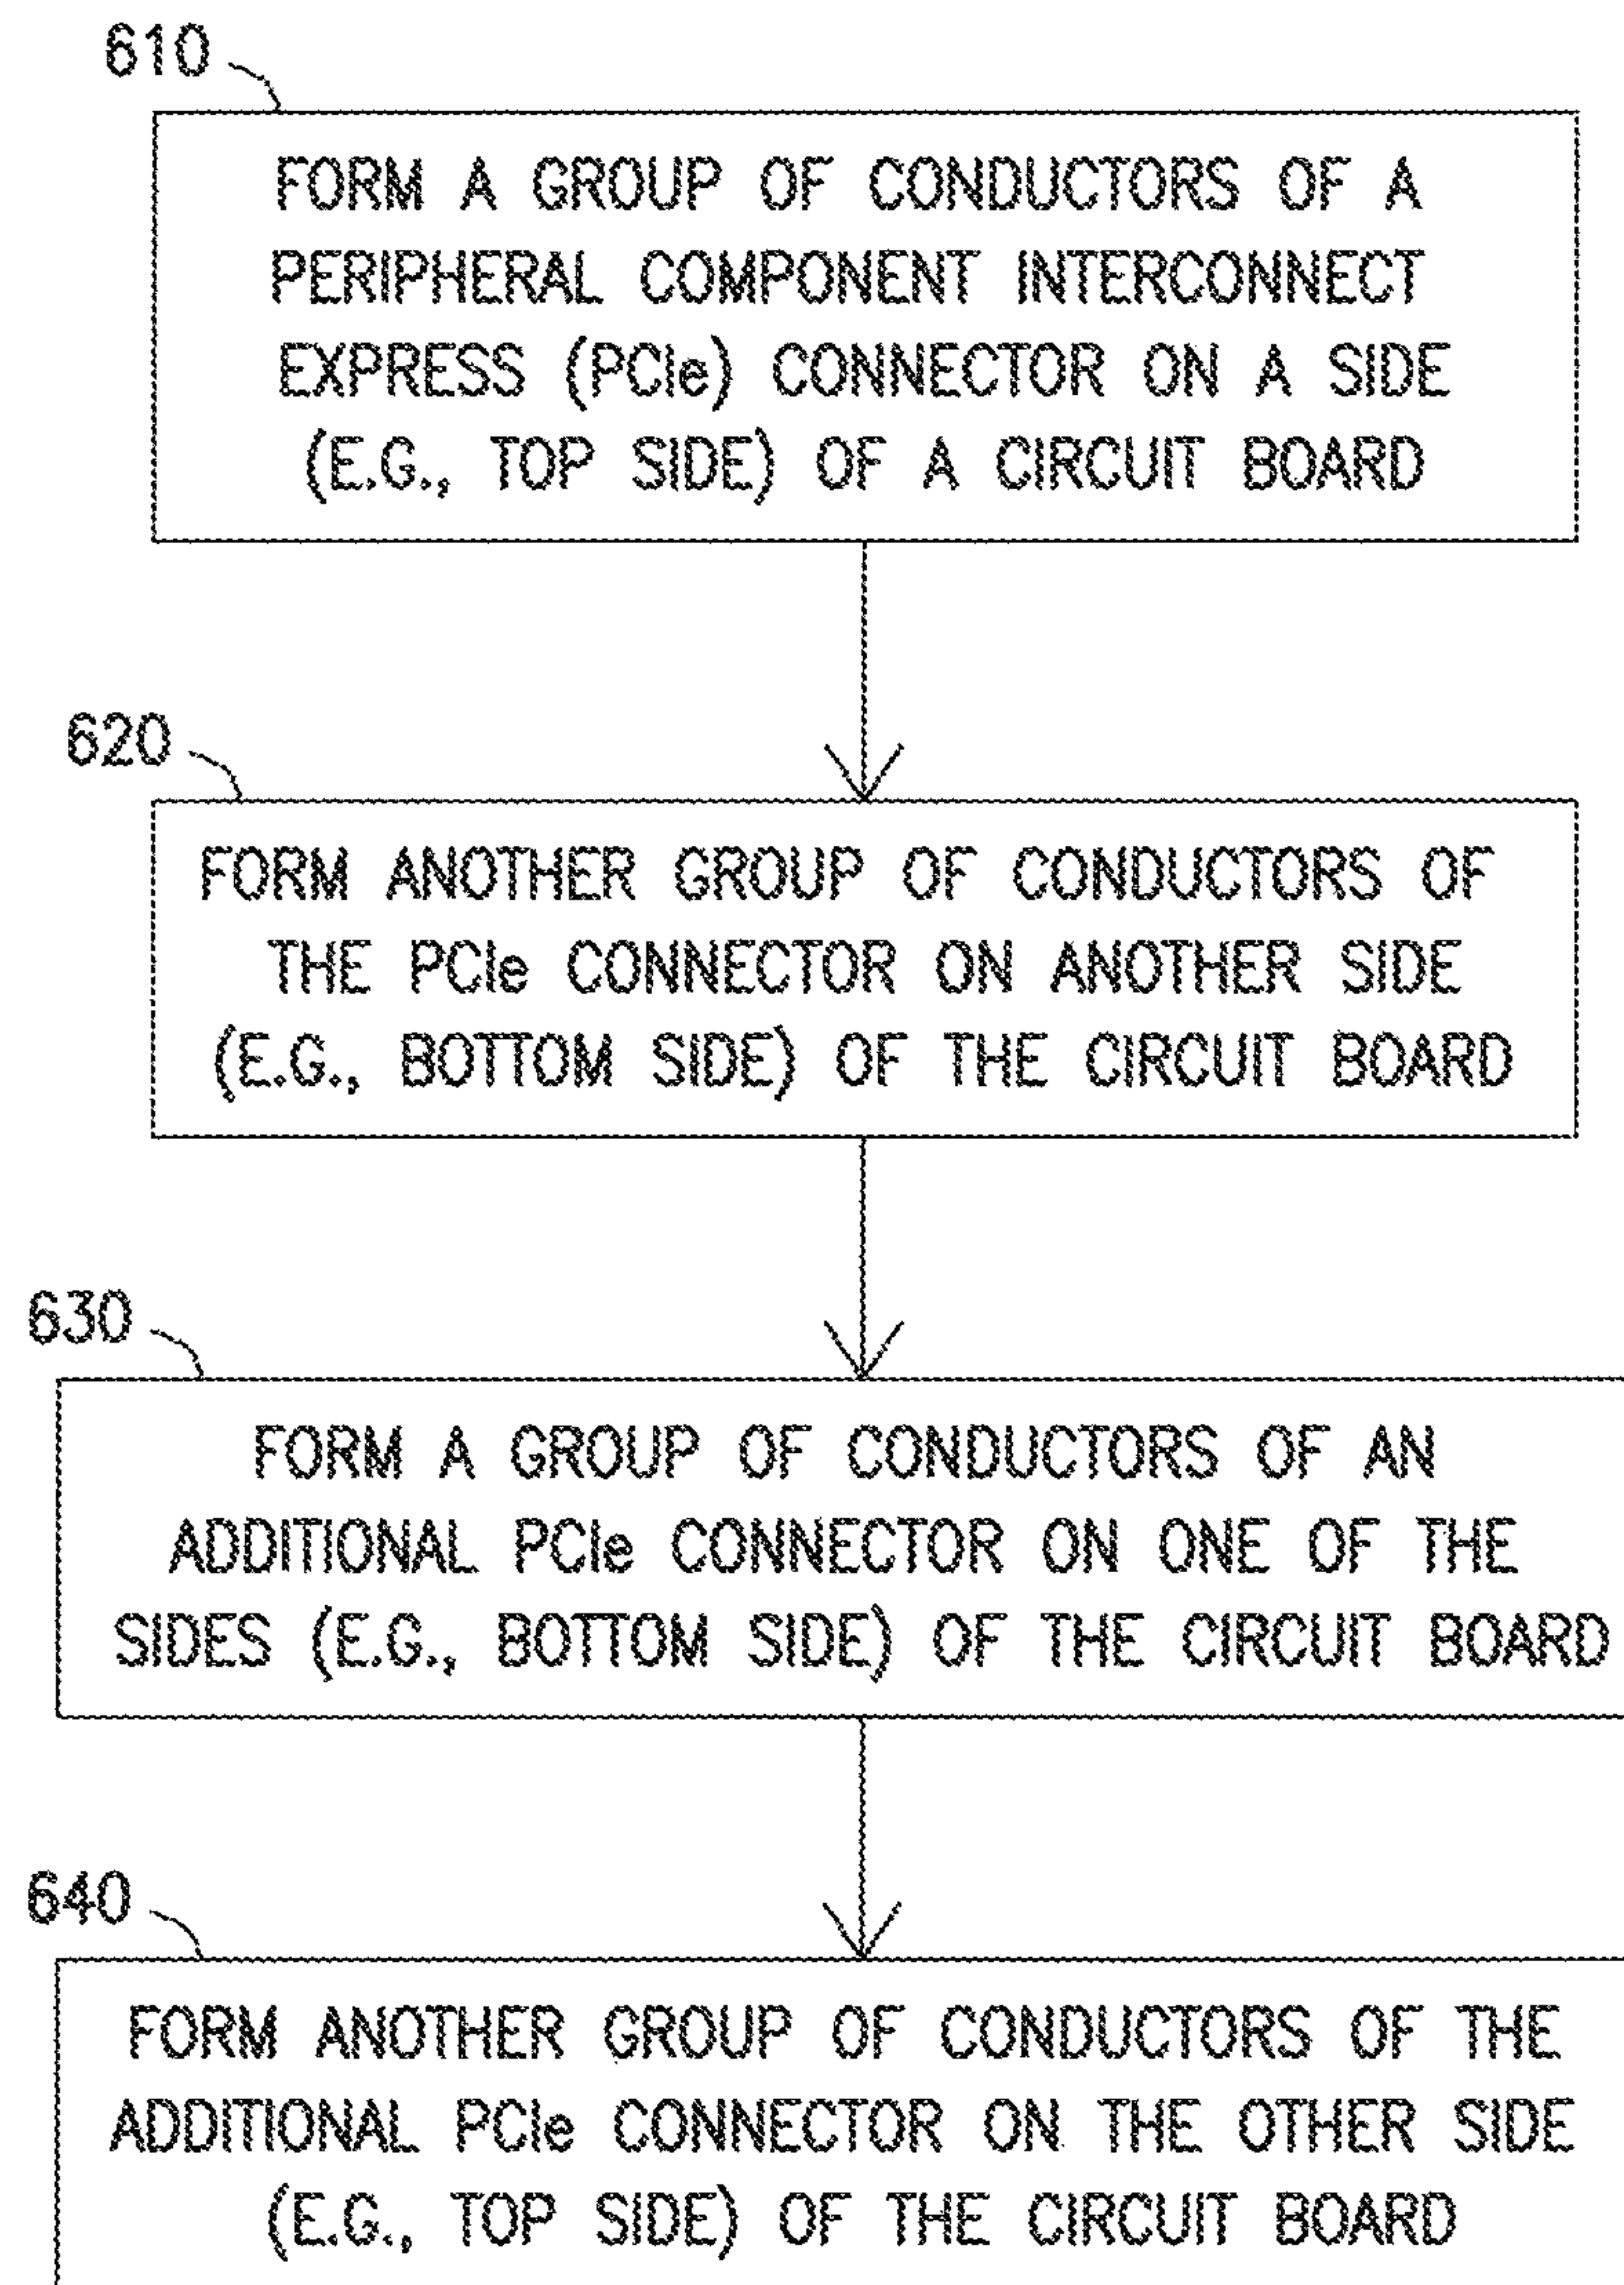 610
FORM A GROUP OF CONDUCTORS OF A
PERIPHERAL COMPONENT INTERCONNECT
EXPRESS (PCIe) CONNECTOR ON A SIDE
(E.G., TOP SIDE) OF A CIRCUIT BOARD
620
FORM ANOTHER GROUP OF CONDUCTORS OF
THE PCIe CONNECTOR ON ANOTHER SIDE
(E.G., BOTTOM SIDE) OF THE CIRCUIT BOARD
630
FORM A GROUP OF CONDUCTORS OF AN
ADDITIONAL PCIe CONNECTOR ON ONE OF THE
SIDES (E.G., BOTTOM SIDE) OF THE CIRCUIT BOARD
640
FORM ANOTHER GROUP OF CONDUCTORS OF THE
ADDITIONAL PCIe CONNECTOR ON THE OTHER SIDE
(E.G., TOP SIDE) OF THE CIRCUIT BOARD